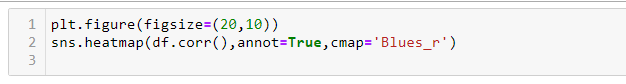 1 plt.figure(figsize=(20,10))
2 sns.heatmap(df.corr(),annot=True,cmap='Blues_r')
3